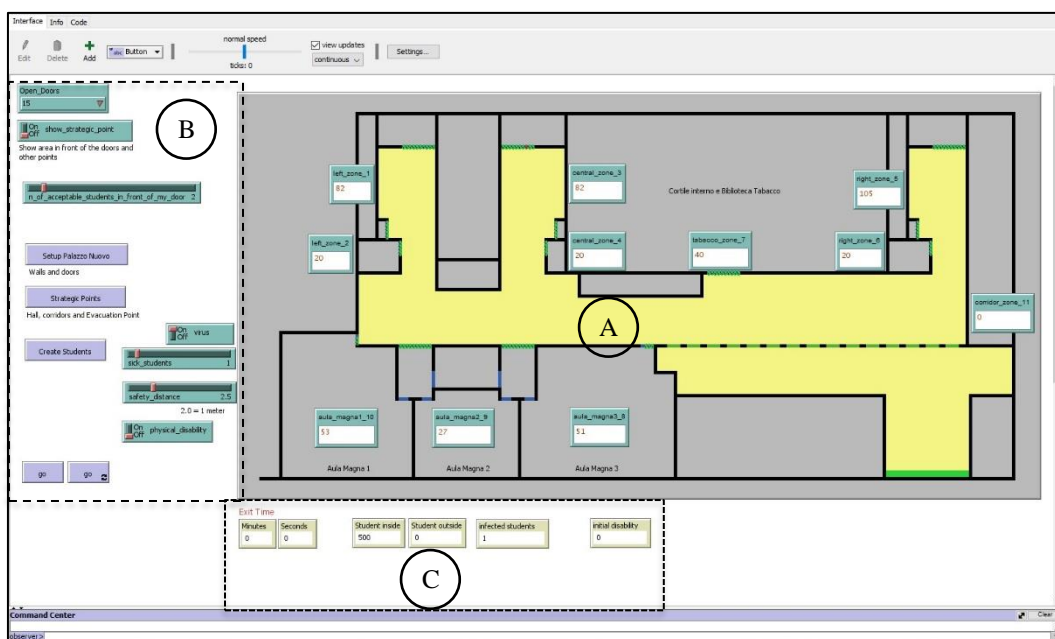 Interface Info Code
normal speed
Edit Delete Add abc Button
view updates
continuous
Settings...
ticks: 0
Open_Doors
15
B
On
Off
show_strategic_point
Show area in front of the doors and
other points
n_of_acceptable_students_in_front_of_my_door 2
Setup Palazzo Nuovo
Walls and doors
Strategic Points
Hall, corridors and Evacuation Point
On
Off
virus
Create Students
sick_students 1
safety_distance 2.5
2.0 = 1 meter
On
Off
physical_disability
go
go
left_zone_1
82
central_zone_3
82
Cortile interno e Biblioteca Tabacco
right_zone_5
105
left_zone_2
20
central_zone_4
20
tabacco_zone_7
40
right_zone_6
20
corridor_zone_11
0
A
aula_magna1_10
53
aula_magna2_9
27
aula_magna3_8
51
Aula Magna 1
Aula Magna 2
Aula Magna 3
Exit Time
Minutes
0
Seconds
0
Student inside
500
Student outside
0
infected students
1
initial disability
0
C
Command Center
Clear
observer>